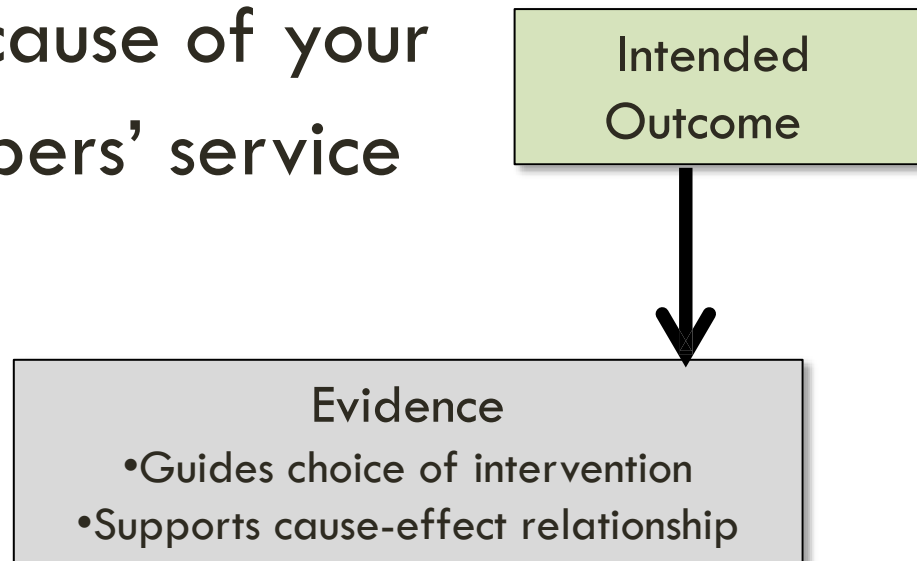 cause of your
bers’ service
Intended
Outcome
Evidence
•Guides choice of intervention
•Supports cause-effect relationship